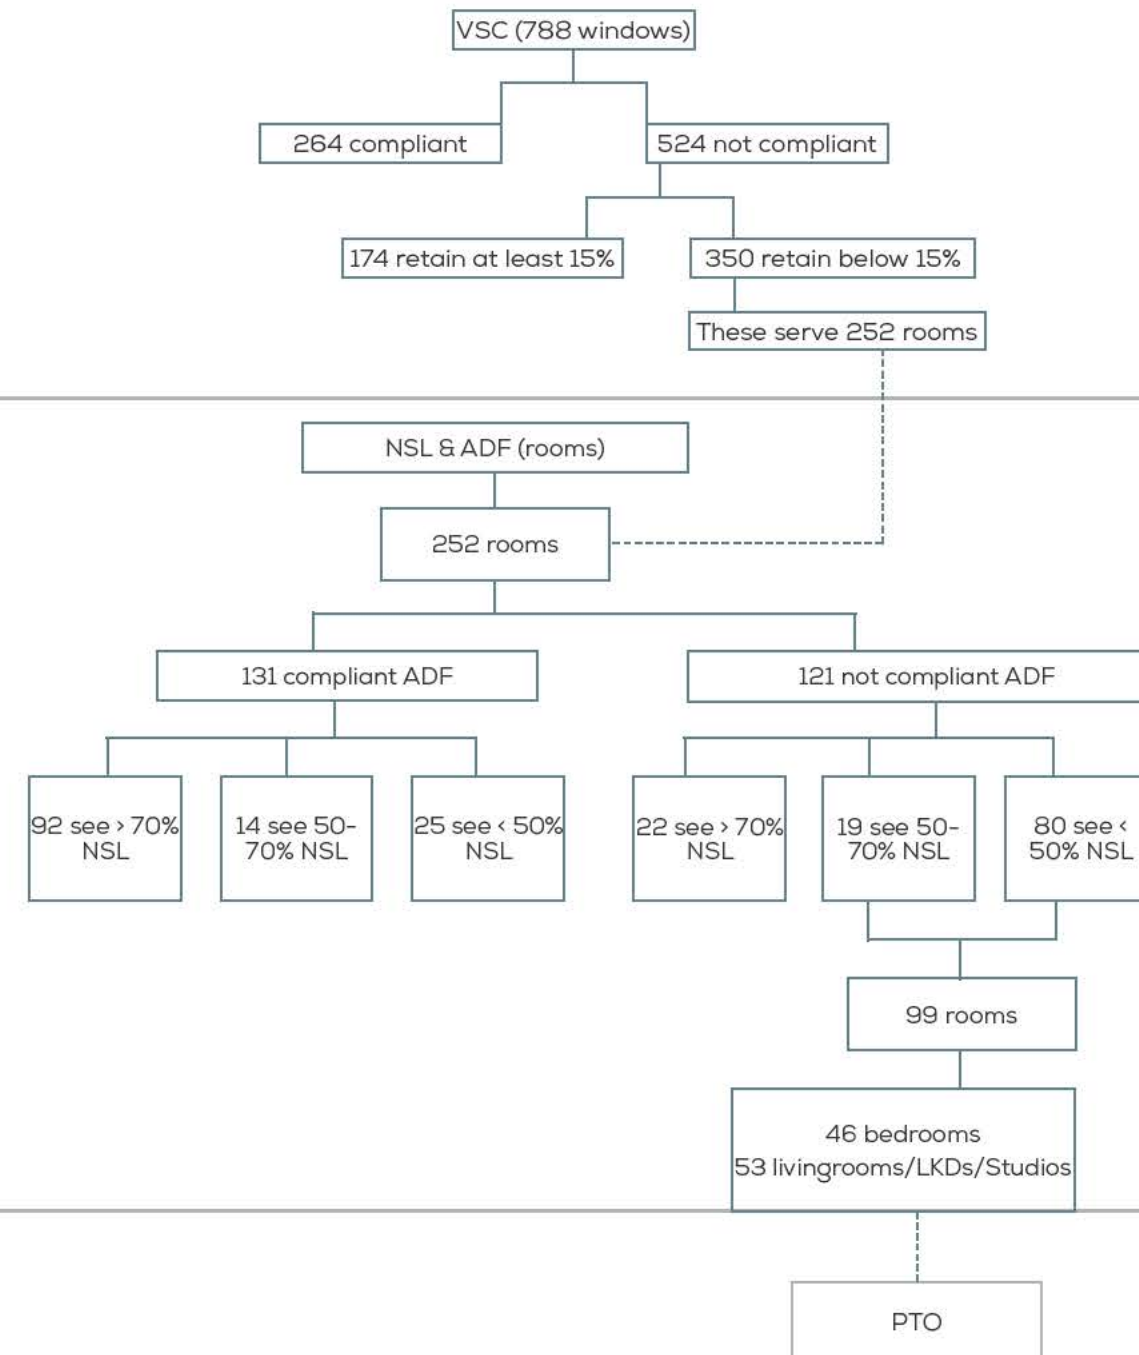 VSC (788 windows)
264 compliant
524 not compliant
174 retain at least 15%
350 retain below 15%
These serve 252 rooms
NSL & ADF (rooms)
252 rooms
131 compliant ADF
121 not compliant ADF
92 see > 70%
NSL
14 see 50-
70% NSL
25 see < 50%
NSL
22 see > 70%
NSL
19 see 50-
70% NSL
80 see <
50% NSL
99 rooms
46 bedrooms
53 livingrooms/LKDs/Studios
PTO